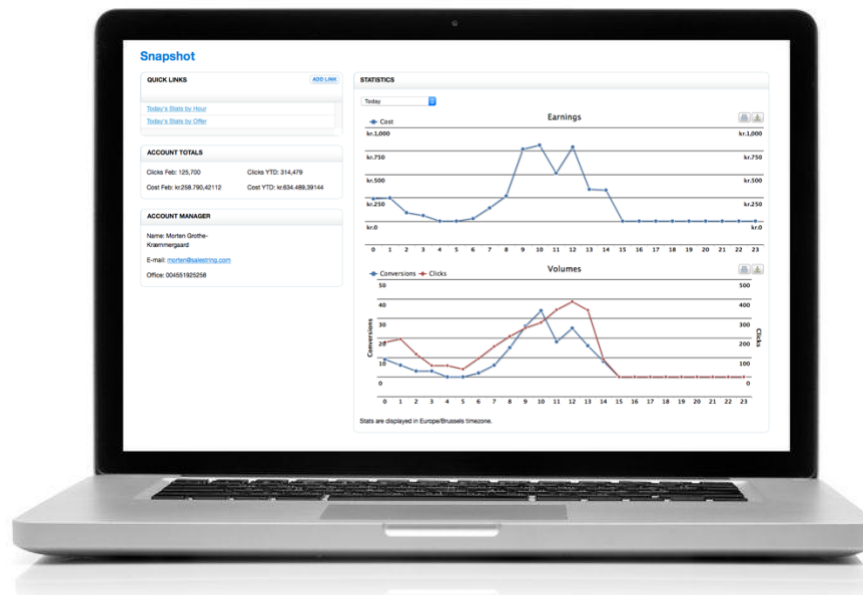 Snapshot
QUICK LINKS
ADD LINK
Today's Stats by Hour
Today's Stats by Offer
ACCOUNT TOTALS
Clicks Feb: 125,700 Clicks YTD: 314,479
Cost Feb: kr.258.790,42112 Cost YTD: kr.634.489,39144
ACCOUNT MANAGER
Name: Morten Grothe-
Kræmmergaard
E-mail: morten@salestring.com
Office: 004551925258
STATISTICS
Today
Earnings
Cost
kr.1,000 kr.1,000
kr.750 kr.750
kr.500 kr.500
kr.250 kr.250
kr.0 kr.0
0 1 2 3 4 5 6 7 8 9 10 11 12 13 14 15 16 17 18 19 20 21 22 23
Volumes
Conversions Clicks
50 500
40 400
30 300
20 200
10 100
0 0
Conversions
Clicks
0 1 2 3 4 5 6 7 8 9 10 11 12 13 14 15 16 17 18 19 20 21 22 23
Stats are displayed in Europe/Brussels timezone.